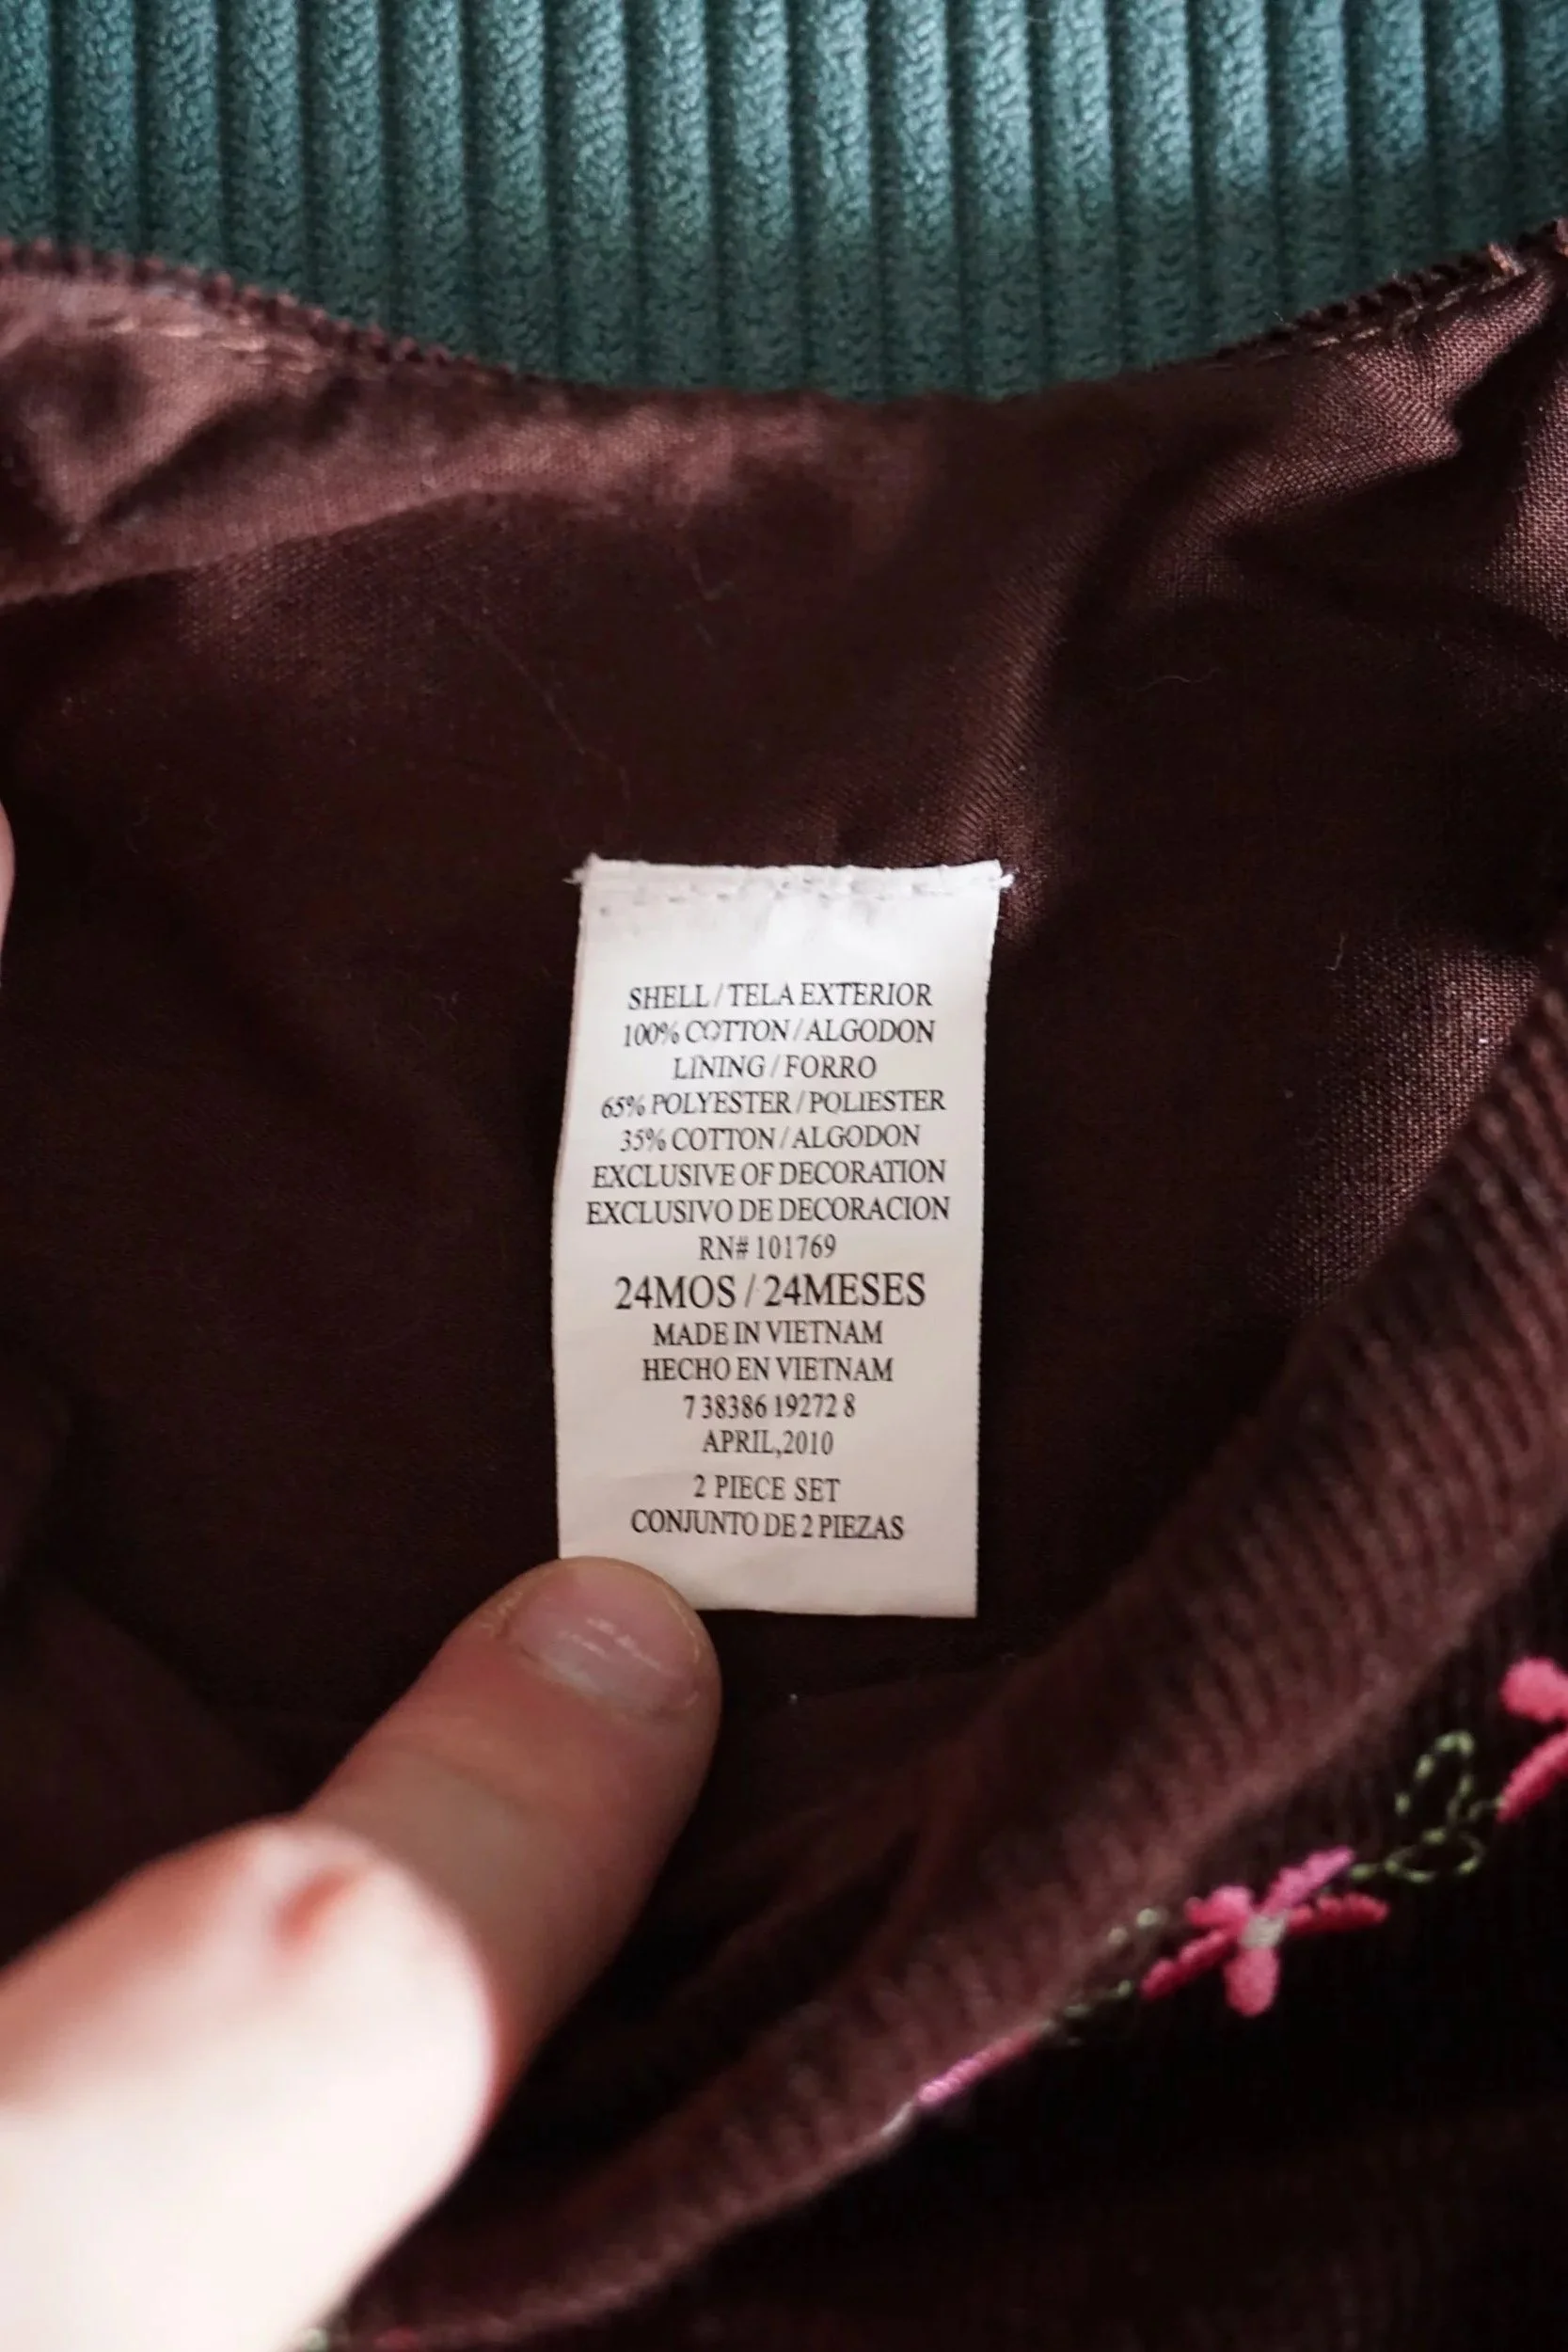 SHELL / TELA EXTERIOR
100% COTTON / ALGODON
LINING / FORRO
65% POLYESTER / POLIESTER
35% COTTON / ALGODON
EXCLUSIVE OF DECORATION
EXCLUSIVO DE DECORACION
RN# 101769
24MOS / 24MESES
MADE IN VIETNAM
HECHO EN VIETNAM
7 38386 19272 8
APRIL,2010
2 PIECE SET
CONJUNTO DE 2 PIEZAS